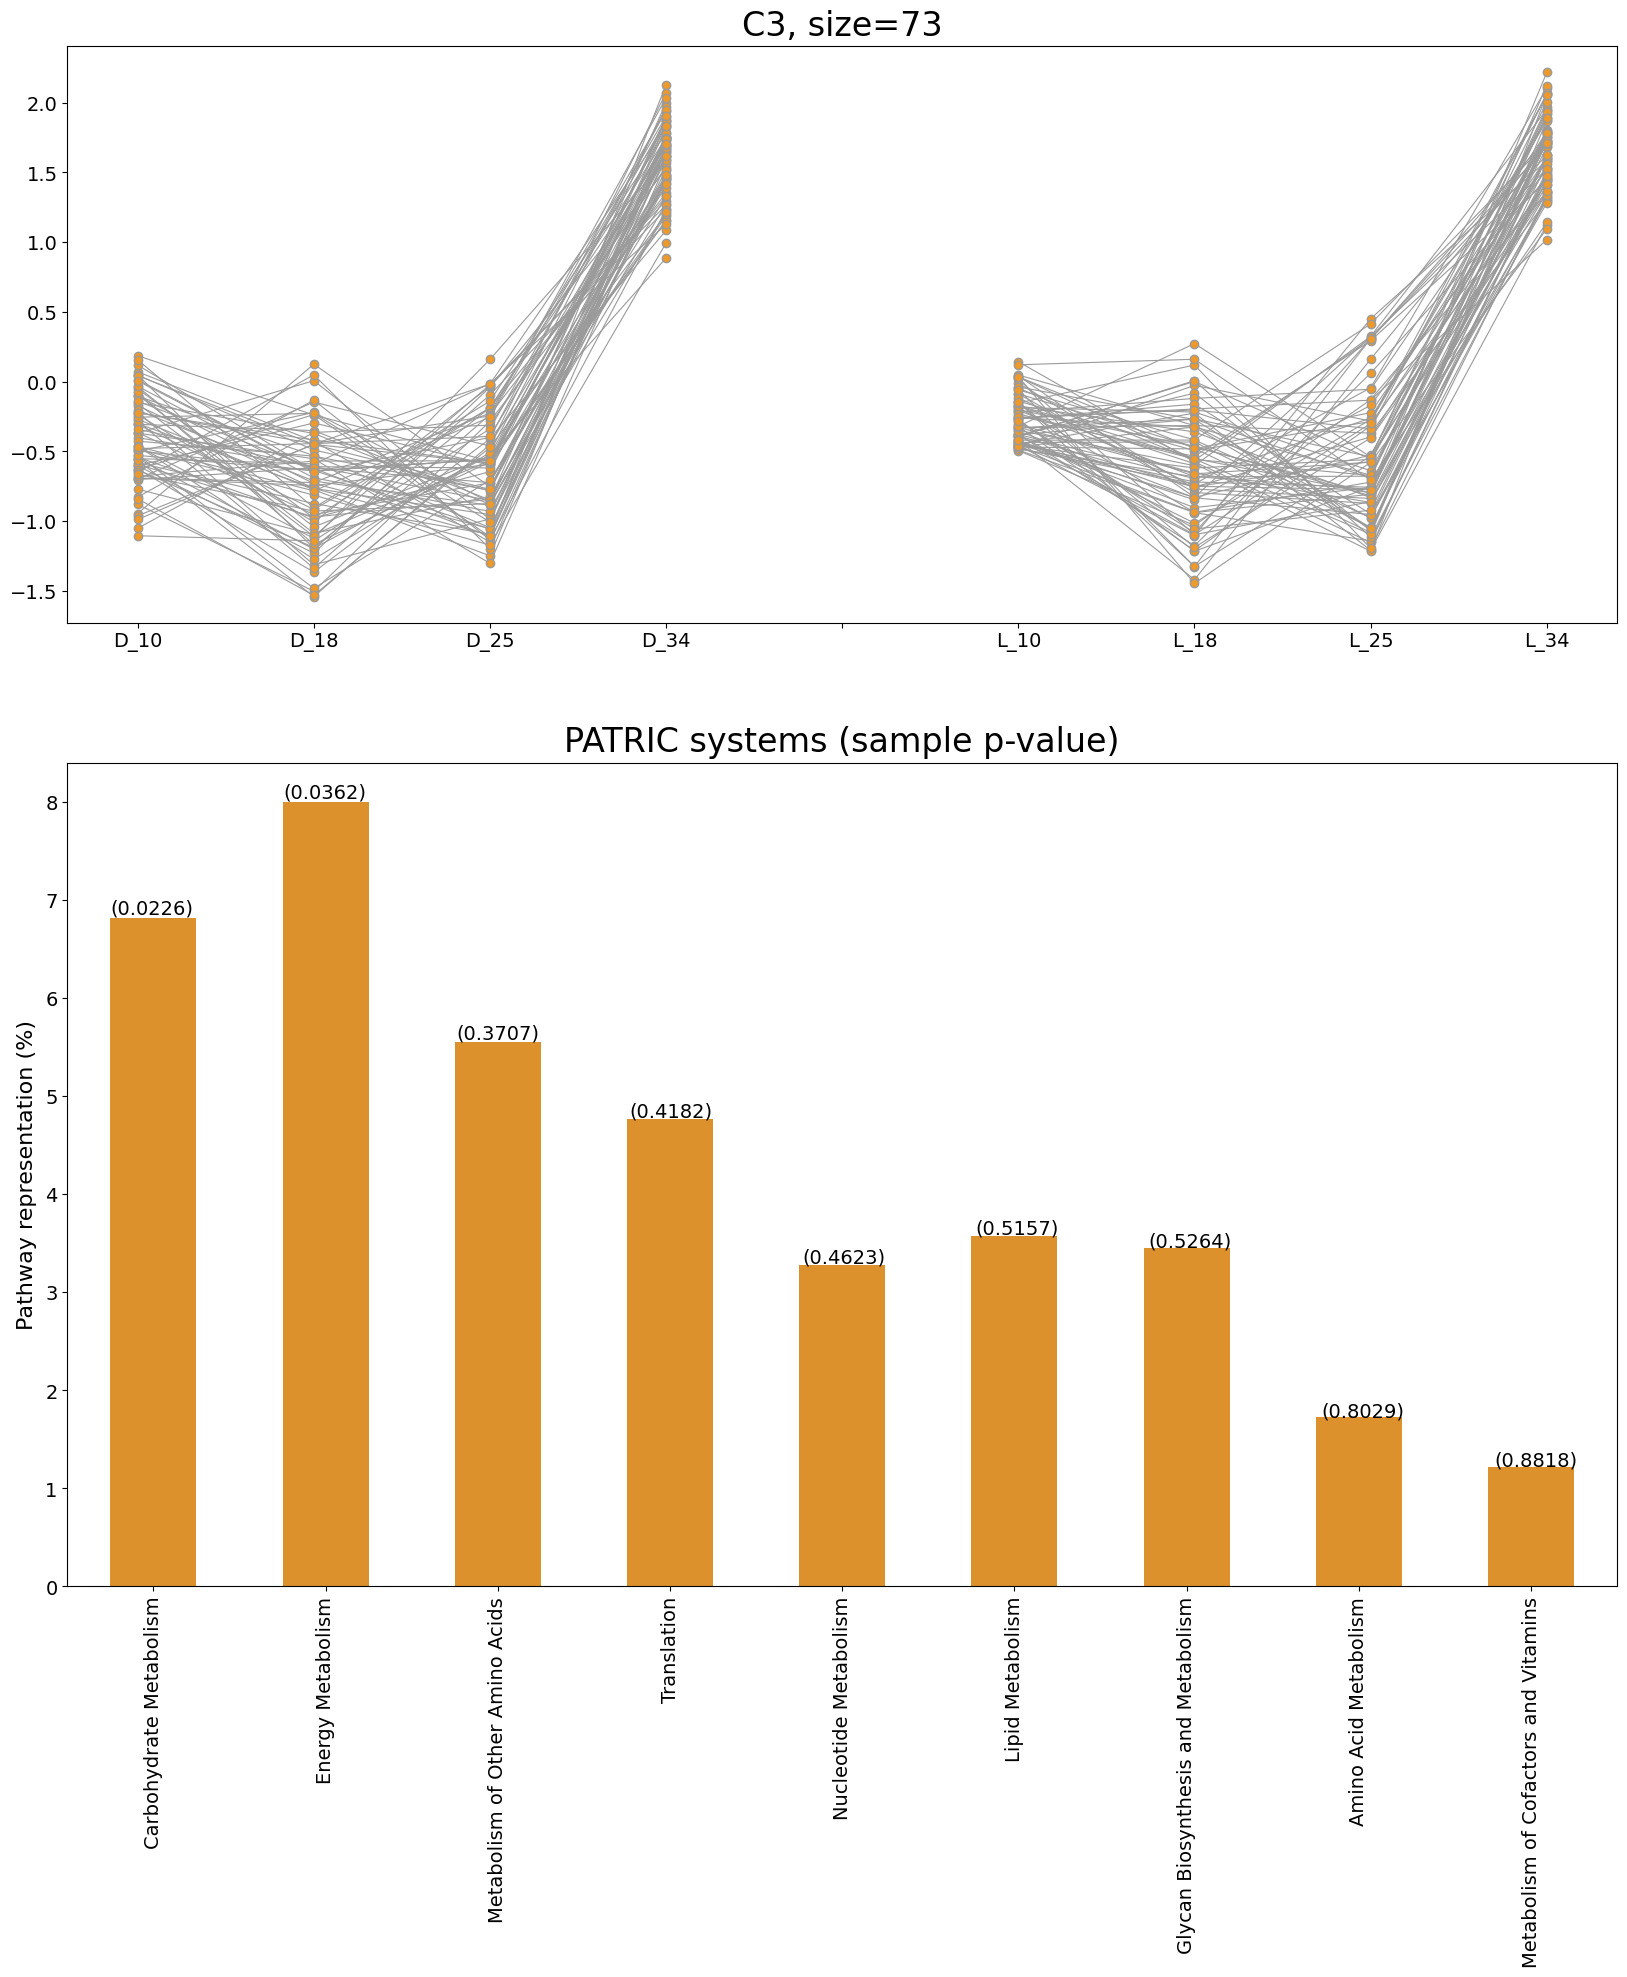 C3, size=73
2.0
1.5
1.0
0.5
0.0
−0.5
−1.0
−1.5
D_10 D_18 D_25 D_34 L_10 L_18 L_25 L_34
PATRIC systems (sample p-value)
Pathway representation (%)
8
7
6
5
4
3
2
1
0
(0.0226)
(0.0362)
(0.3707)
(0.4182)
(0.4623)
(0.5157)
(0.5264)
(0.8029)
(0.8818)
Carbohydrate Metabolism
Energy Metabolism
Metabolism of Other Amino Acids
Translation
Nucleotide Metabolism
Lipid Metabolism
Glycan Biosynthesis and Metabolism
Amino Acid Metabolism
Metabolism of Cofactors and Vitamins